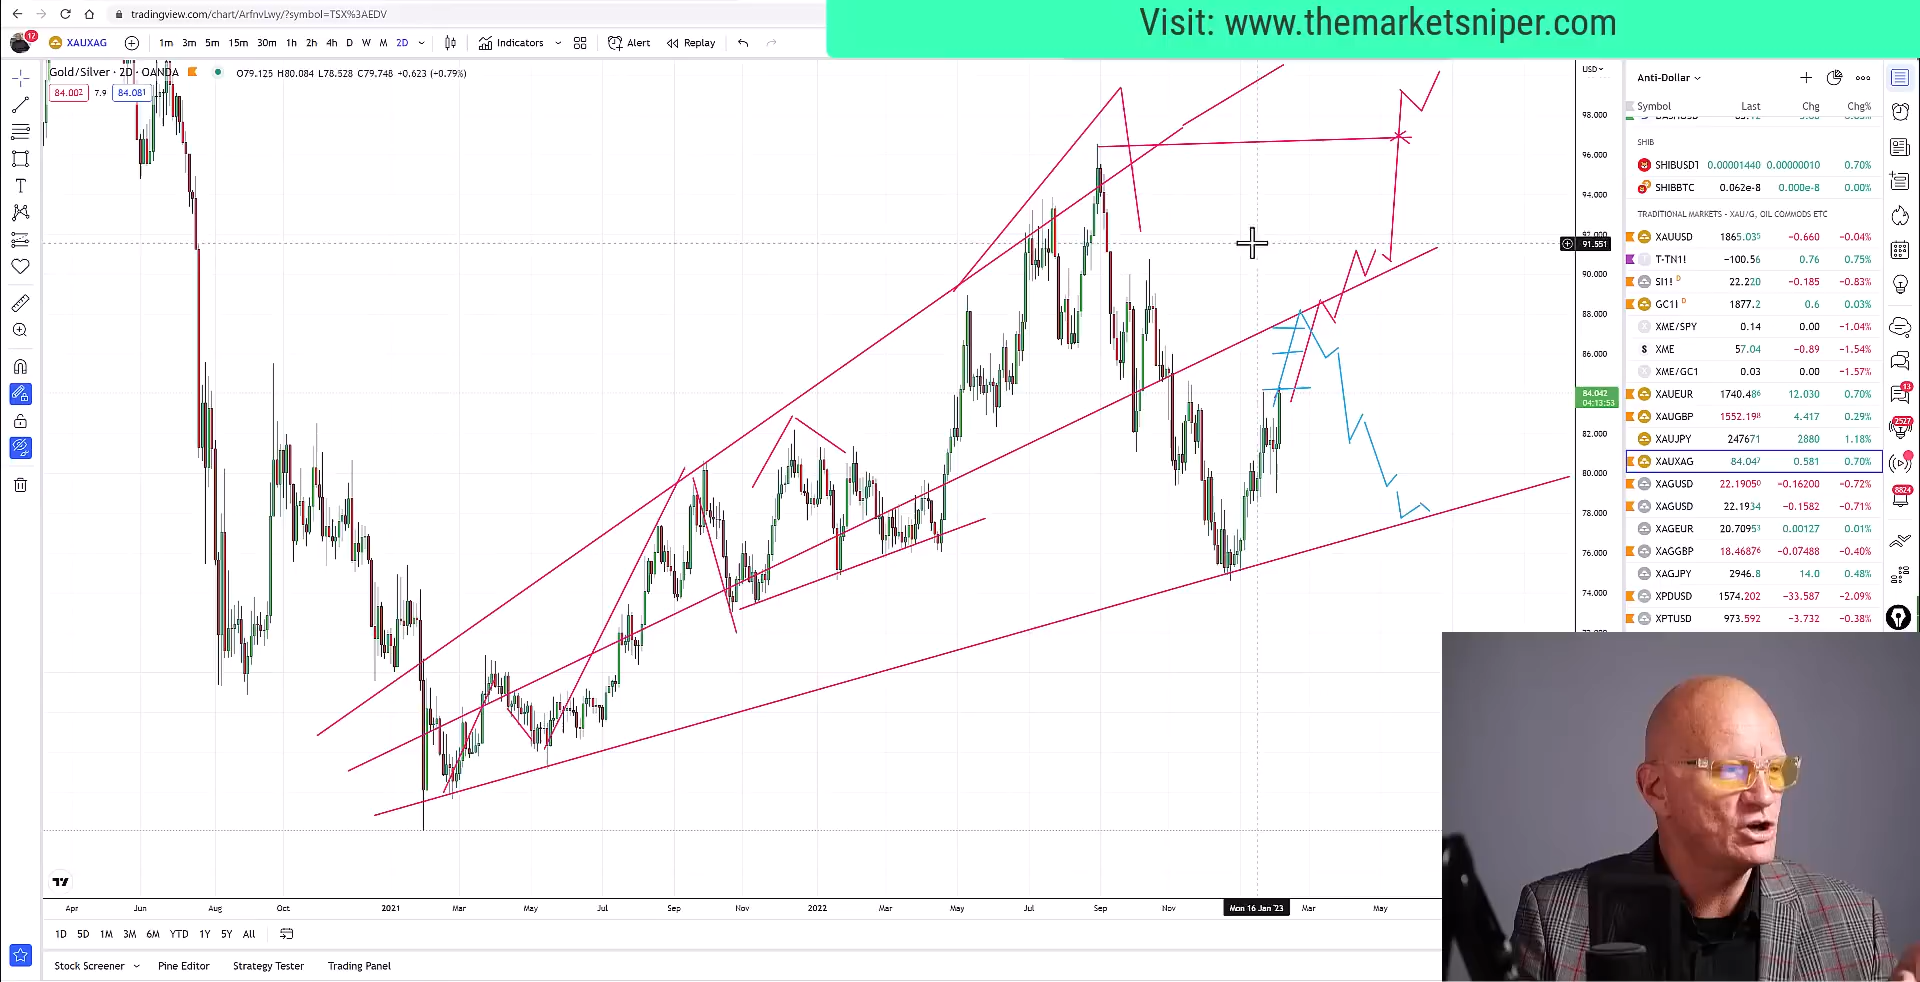 Visit: www.themarketsniper.com
tradingview.com/chart/ArfnvLwy/?symbol=TSX%3AEDV
12
XAUXAG 1m 3m 5m 15m 30m 1h 2h 4h D W M 2D Indicators Alert Replay
Gold/Silver · 2D · OANDA O79.125 H80.084 L78.528 C79.748 +0.623 (+0.79%)
84.002 7.9 84.081
USD
98.000
96.000
94.000
91.551
90.000
88.000
86.000
84.042
04:13:53
82.000
80.000
78.000
76.000
74.000
Apr Jun Aug Oct 2021 Mar May Jul Sep Nov 2022 Mar May Jul Sep Nov Mon 16 Jan '23 Mar May
1D 5D 1M 3M 6M YTD 1Y 5Y All
Stock Screener Pine Editor Strategy Tester Trading Panel
Anti-Dollar
Symbol Last Chg Chg%
SHIB
SHIBUSDT 0.00001440 0.00000010 0.70%
SHIBBTC 0.062e-8 0.000e-8 0.00%
TRADITIONAL MARKETS - XAU/G, OIL COMMODS ETC
XAUUSD 1865.035 −0.660 −0.04%
T-TN1! −100.56 0.76 0.75%
SI1! D 22.220 −0.185 −0.83%
GC1! D 1877.2 0.6 0.03%
XME/SPY 0.14 0.00 −1.04%
S XME 57.04 −0.89 −1.54%
XME/GC1 0.03 0.00 −1.57%
XAUEUR 1740.486 12.030 0.70%
XAUGBP 1552.198 4.417 0.29%
XAUJPY 247671 2880 1.18%
XAUXAG 84.047 0.581 0.70%
XAGUSD 22.19050 −0.16200 −0.72%
XAGUSD 22.1934 −0.1582 −0.71%
XAGEUR 20.7095 0.00127 0.01%
XAGGBP 18.46876 −0.07488 −0.40%
XAGJPY 2946.8 14.0 0.48%
XPDUSD 1574.202 −33.587 −2.09%
XPTUSD 973.592 −3.732 −0.38%
13
2527
8824